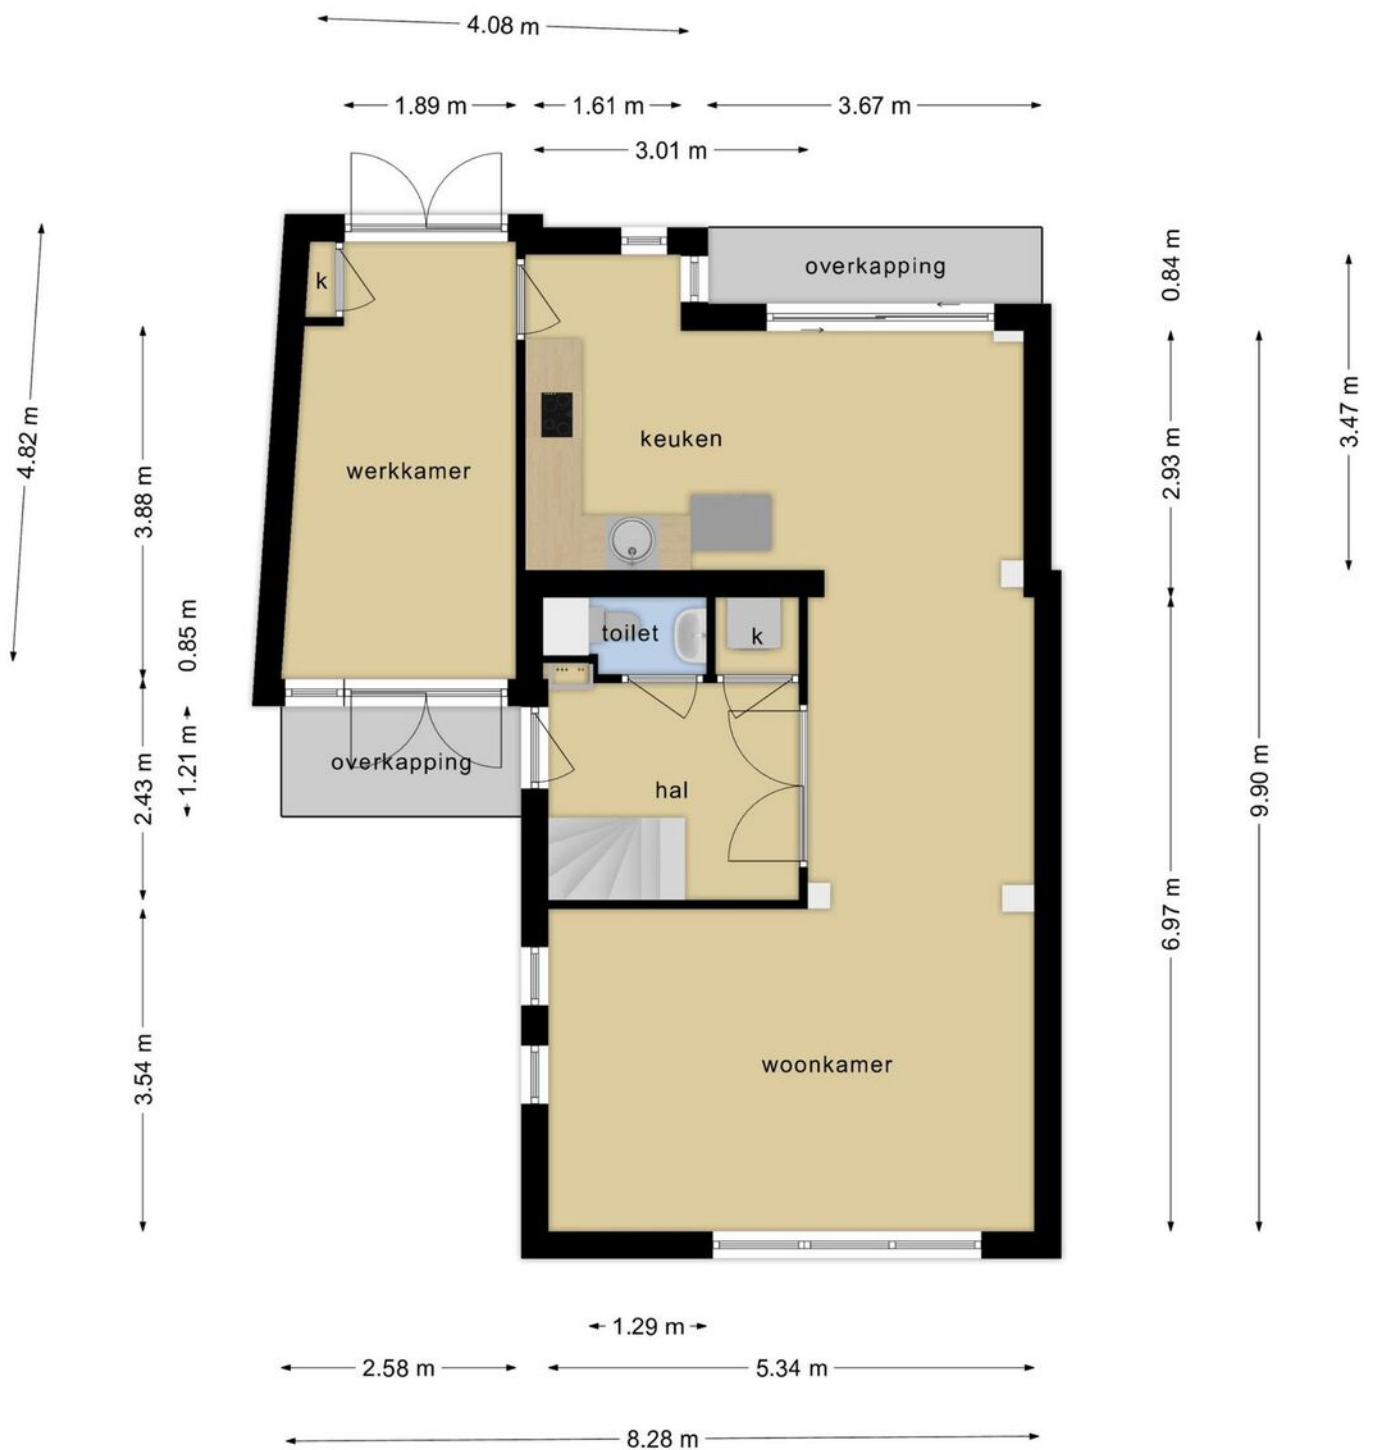 4.08 m
1.89 m
1.61 m
3.67 m
3.01 m
overkapping
k
0.84 m
4.82 m
3.88 m
werkkamer
keuken
2.93 m
3.47 m
0.85 m
toilet
k
overkapping
1.21 m
2.43 m
hal
9.90 m
6.97 m
3.54 m
woonkamer
1.29 m
2.58 m
5.34 m
8.28 m